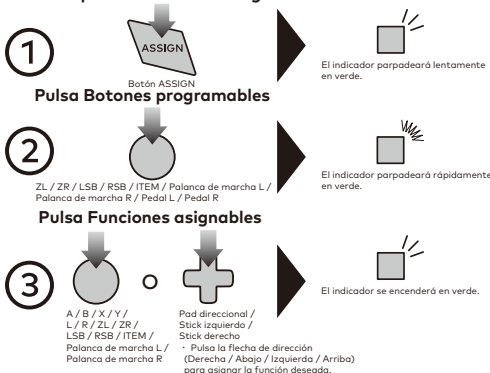 1
ASSIGN
Botón ASSIGN
El indicador parpadeará lentamente
en verde.
Pulsa Botones programables
2
ZL / ZR / LSB / RSB / ITEM / Palanca de marcha L /
Palanca de marcha R / Pedal L / Pedal R
El indicador parpadeará rápidamente
en verde.
Pulsa Funciones asignables
3
o
A / B / X / Y /
L / R / ZL / ZR /
LSB / RSB / ITEM /
Palanca de marcha L /
Palanca de marcha R
Pad direccional /
Stick izquierdo /
Stick derecho
・ Pulsa la flecha de dirección
(Derecha / Abajo / Izquierda / Arriba)
para asignar la función deseada.
El indicador se encenderá en verde.